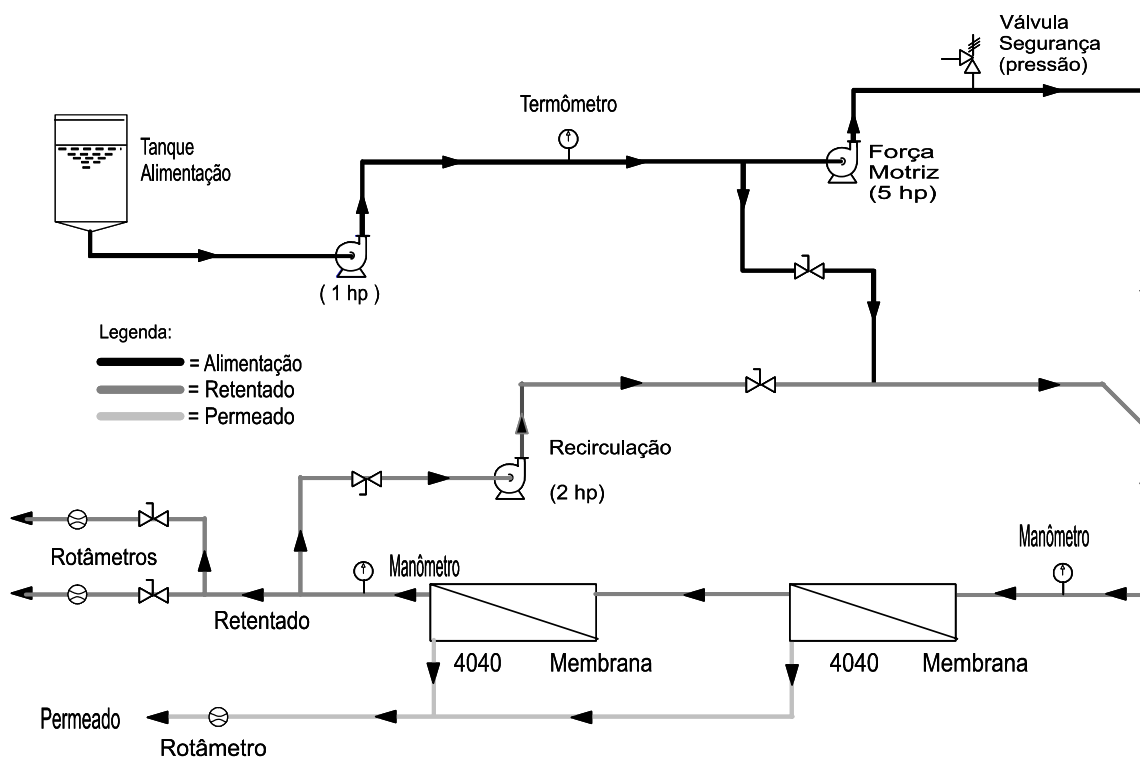 Válvula
Segurança
(pressão)
Termômetro
Tanque
Alimentação
Força
Motriz
(5 hp)
( 1 hp )
Legenda:
= Alimentação
= Retentado
= Permeado
Recirculação
(2 hp)
Rotâmetros
Manômetro
Manômetro
Retentado
4040 Membrana
4040 Membrana
Permeado
Rotâmetro